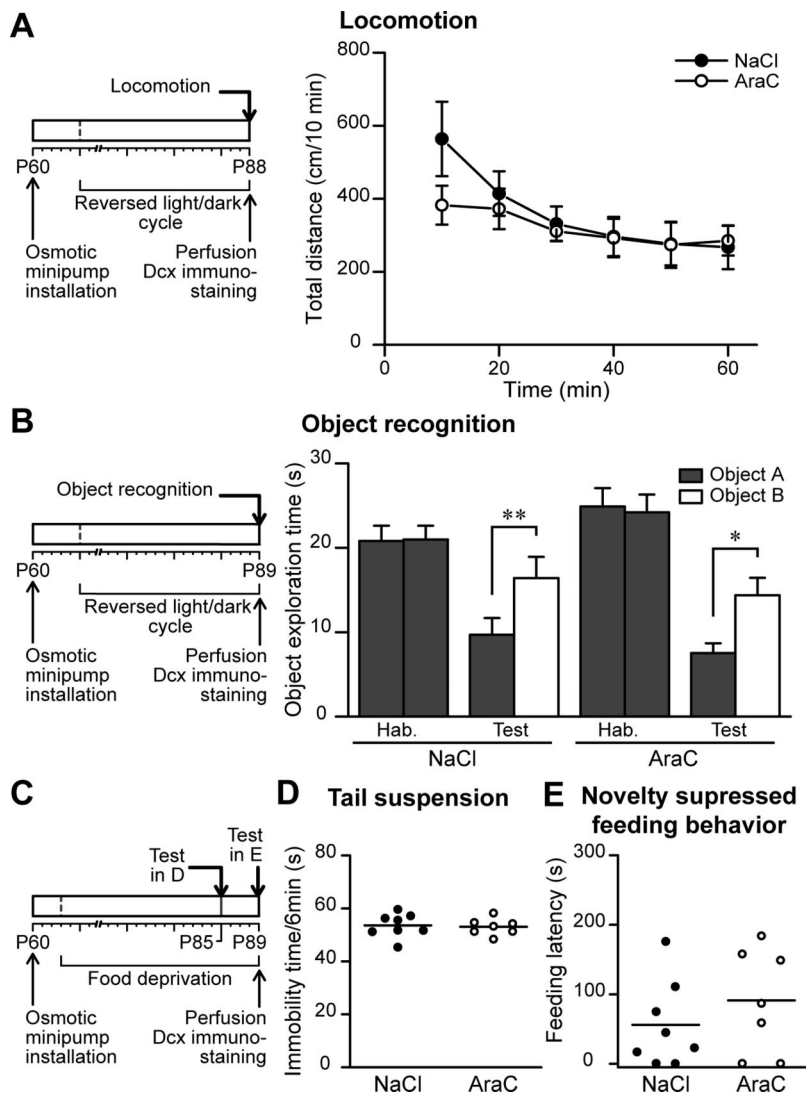 A
Locomotion
P60
P88
Reversed light/dark
cycle
Osmotic
minipump
installation
Perfusion
Dcx immuno-
staining
Locomotion
Total distance (cm/10 min)
800
600
400
200
0
0
20
40
60
Time (min)
NaCl
AraC
B
Object recognition
P60
P89
Reversed light/dark
cycle
Osmotic
minipump
installation
Perfusion
Dcx immuno-
staining
Object recognition
Object exploration time (s)
30
20
10
0
Object A
Object B
**
*
Hab.
Test
Hab.
Test
NaCl
AraC
C
Test
in D
Test
in E
P60
P85
P89
Food deprivation
Osmotic
minipump
installation
Perfusion
Dcx immuno-
staining
D
Tail suspension
Immobility time/6min (s)
80
60
40
20
0
NaCl
AraC
E
Novelty supressed
feeding behavior
Feeding latency (s)
300
200
100
0
NaCl
AraC